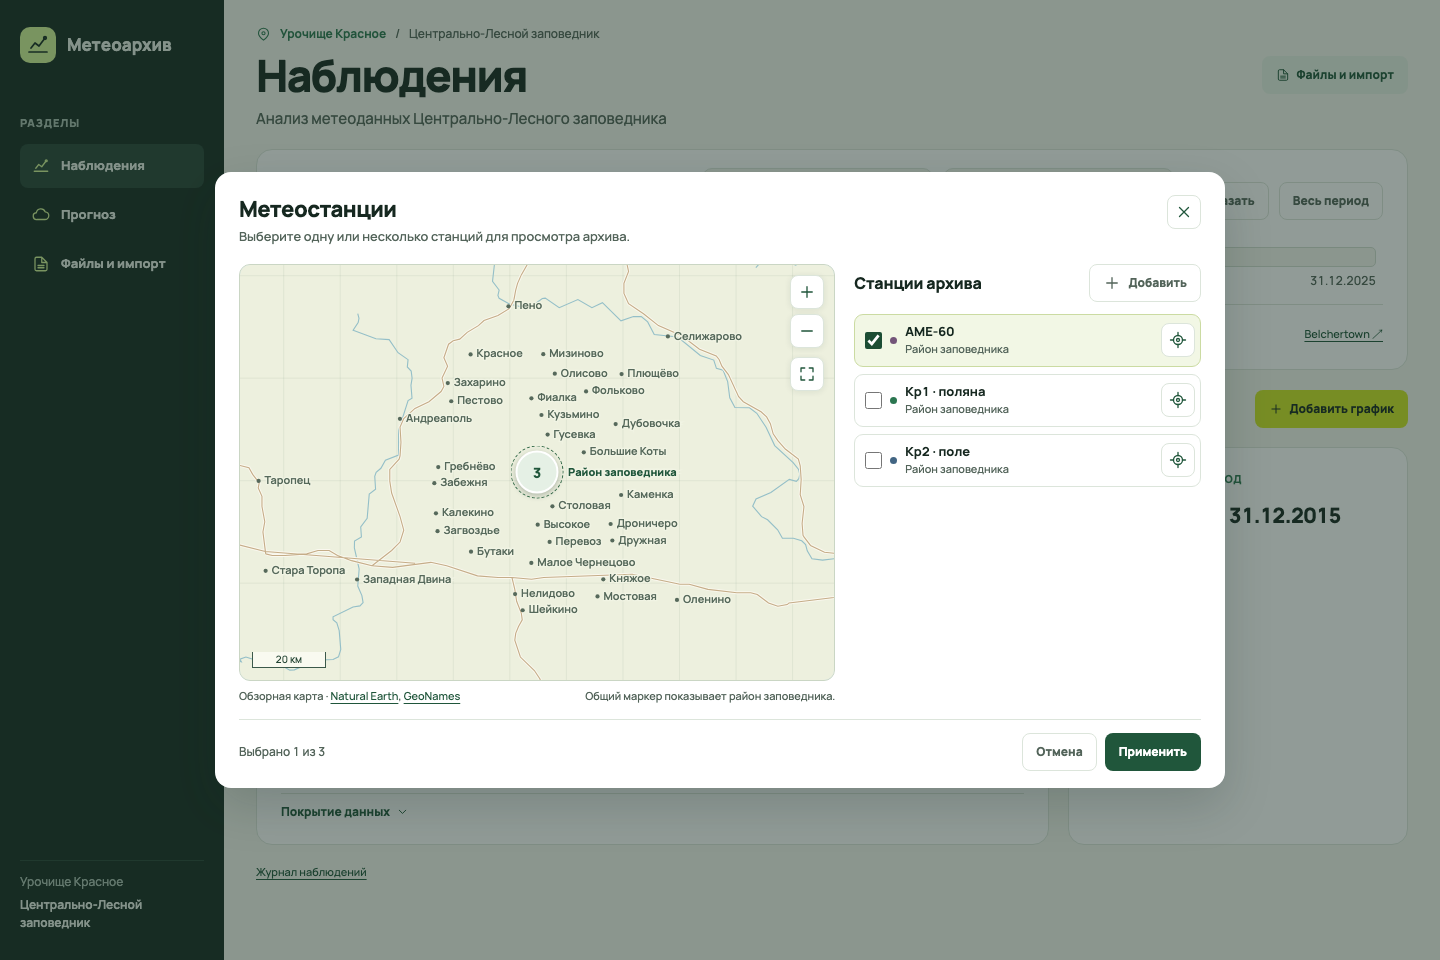 Метеоархив
РАЗДЕЛЫ
Наблюдения
Прогноз
Файлы и импорт
Урочище Красное
Центрально-Лесной
заповедник
Урочище Красное / Центрально-Лесной заповедник
Наблюдения
Анализ метеоданных Центрально-Лесного заповедника
Файлы и импорт
Весь период
31.12.2025
Belchertown ↗
+ Добавить график
31.12.2015
Покрытие данных
Журнал наблюдений
Метеостанции
Выберите одну или несколько станций для просмотра архива.
Пено
Селижарово
Красное
Мизиново
Олисово
Плющёво
Захарино
Фольково
Пестово
Фиалка
Андреаполь
Кузьмино
Дубовочка
Гусевка
Большие Коты
Гребнёво
3
Район заповедника
Таропец
Забежня
Каменка
Столовая
Калекино
Высокое
Дроничеро
Загвоздье
Перевоз
Дружная
Бутаки
Малое Чернецово
Стара Торопа
Западная Двина
Княжое
Нелидово
Мостовая
Оленино
Шейкино
20 км
Обзорная карта · Natural Earth, GeoNames
Общий маркер показывает район заповедника.
Станции архива
+ Добавить
АМЕ-60
Район заповедника
Кр1 · поляна
Район заповедника
Кр2 · поле
Район заповедника
Выбрано 1 из 3
Отмена
Применить